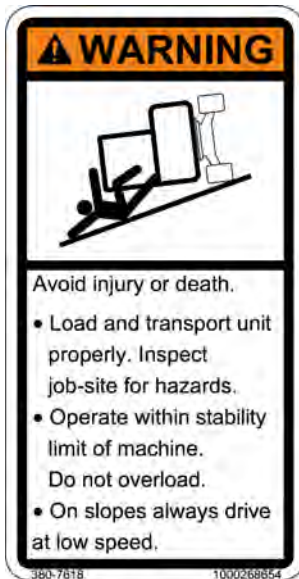 WARNING
Avoid injury or death.
• Load and transport unit
properly. Inspect
job-site for hazards.
• Operate within stability
limit of machine.
Do not overload.
• On slopes always drive
at low speed.
380-7618 1000268654